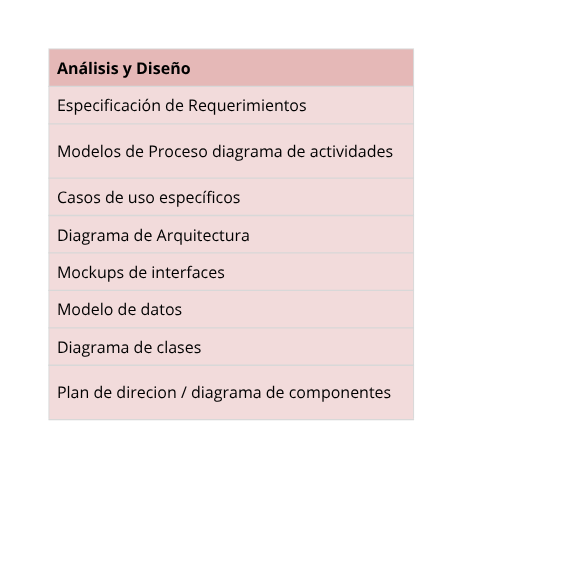 Análisis y Diseño
Especificación de Requerimientos
Modelos de Proceso diagrama de actividades
Casos de uso específicos
Diagrama de Arquitectura
Mockups de interfaces
Modelo de datos
Diagrama de clases
Plan de direcion / diagrama de componentes